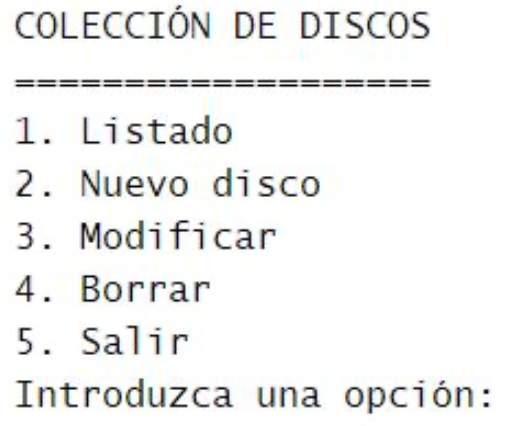 COLECCIÓN DE DISCOS
===================
1. Listado
2. Nuevo disco
3. Modificar
4. Borrar
5. Salir
Introduzca una opción: